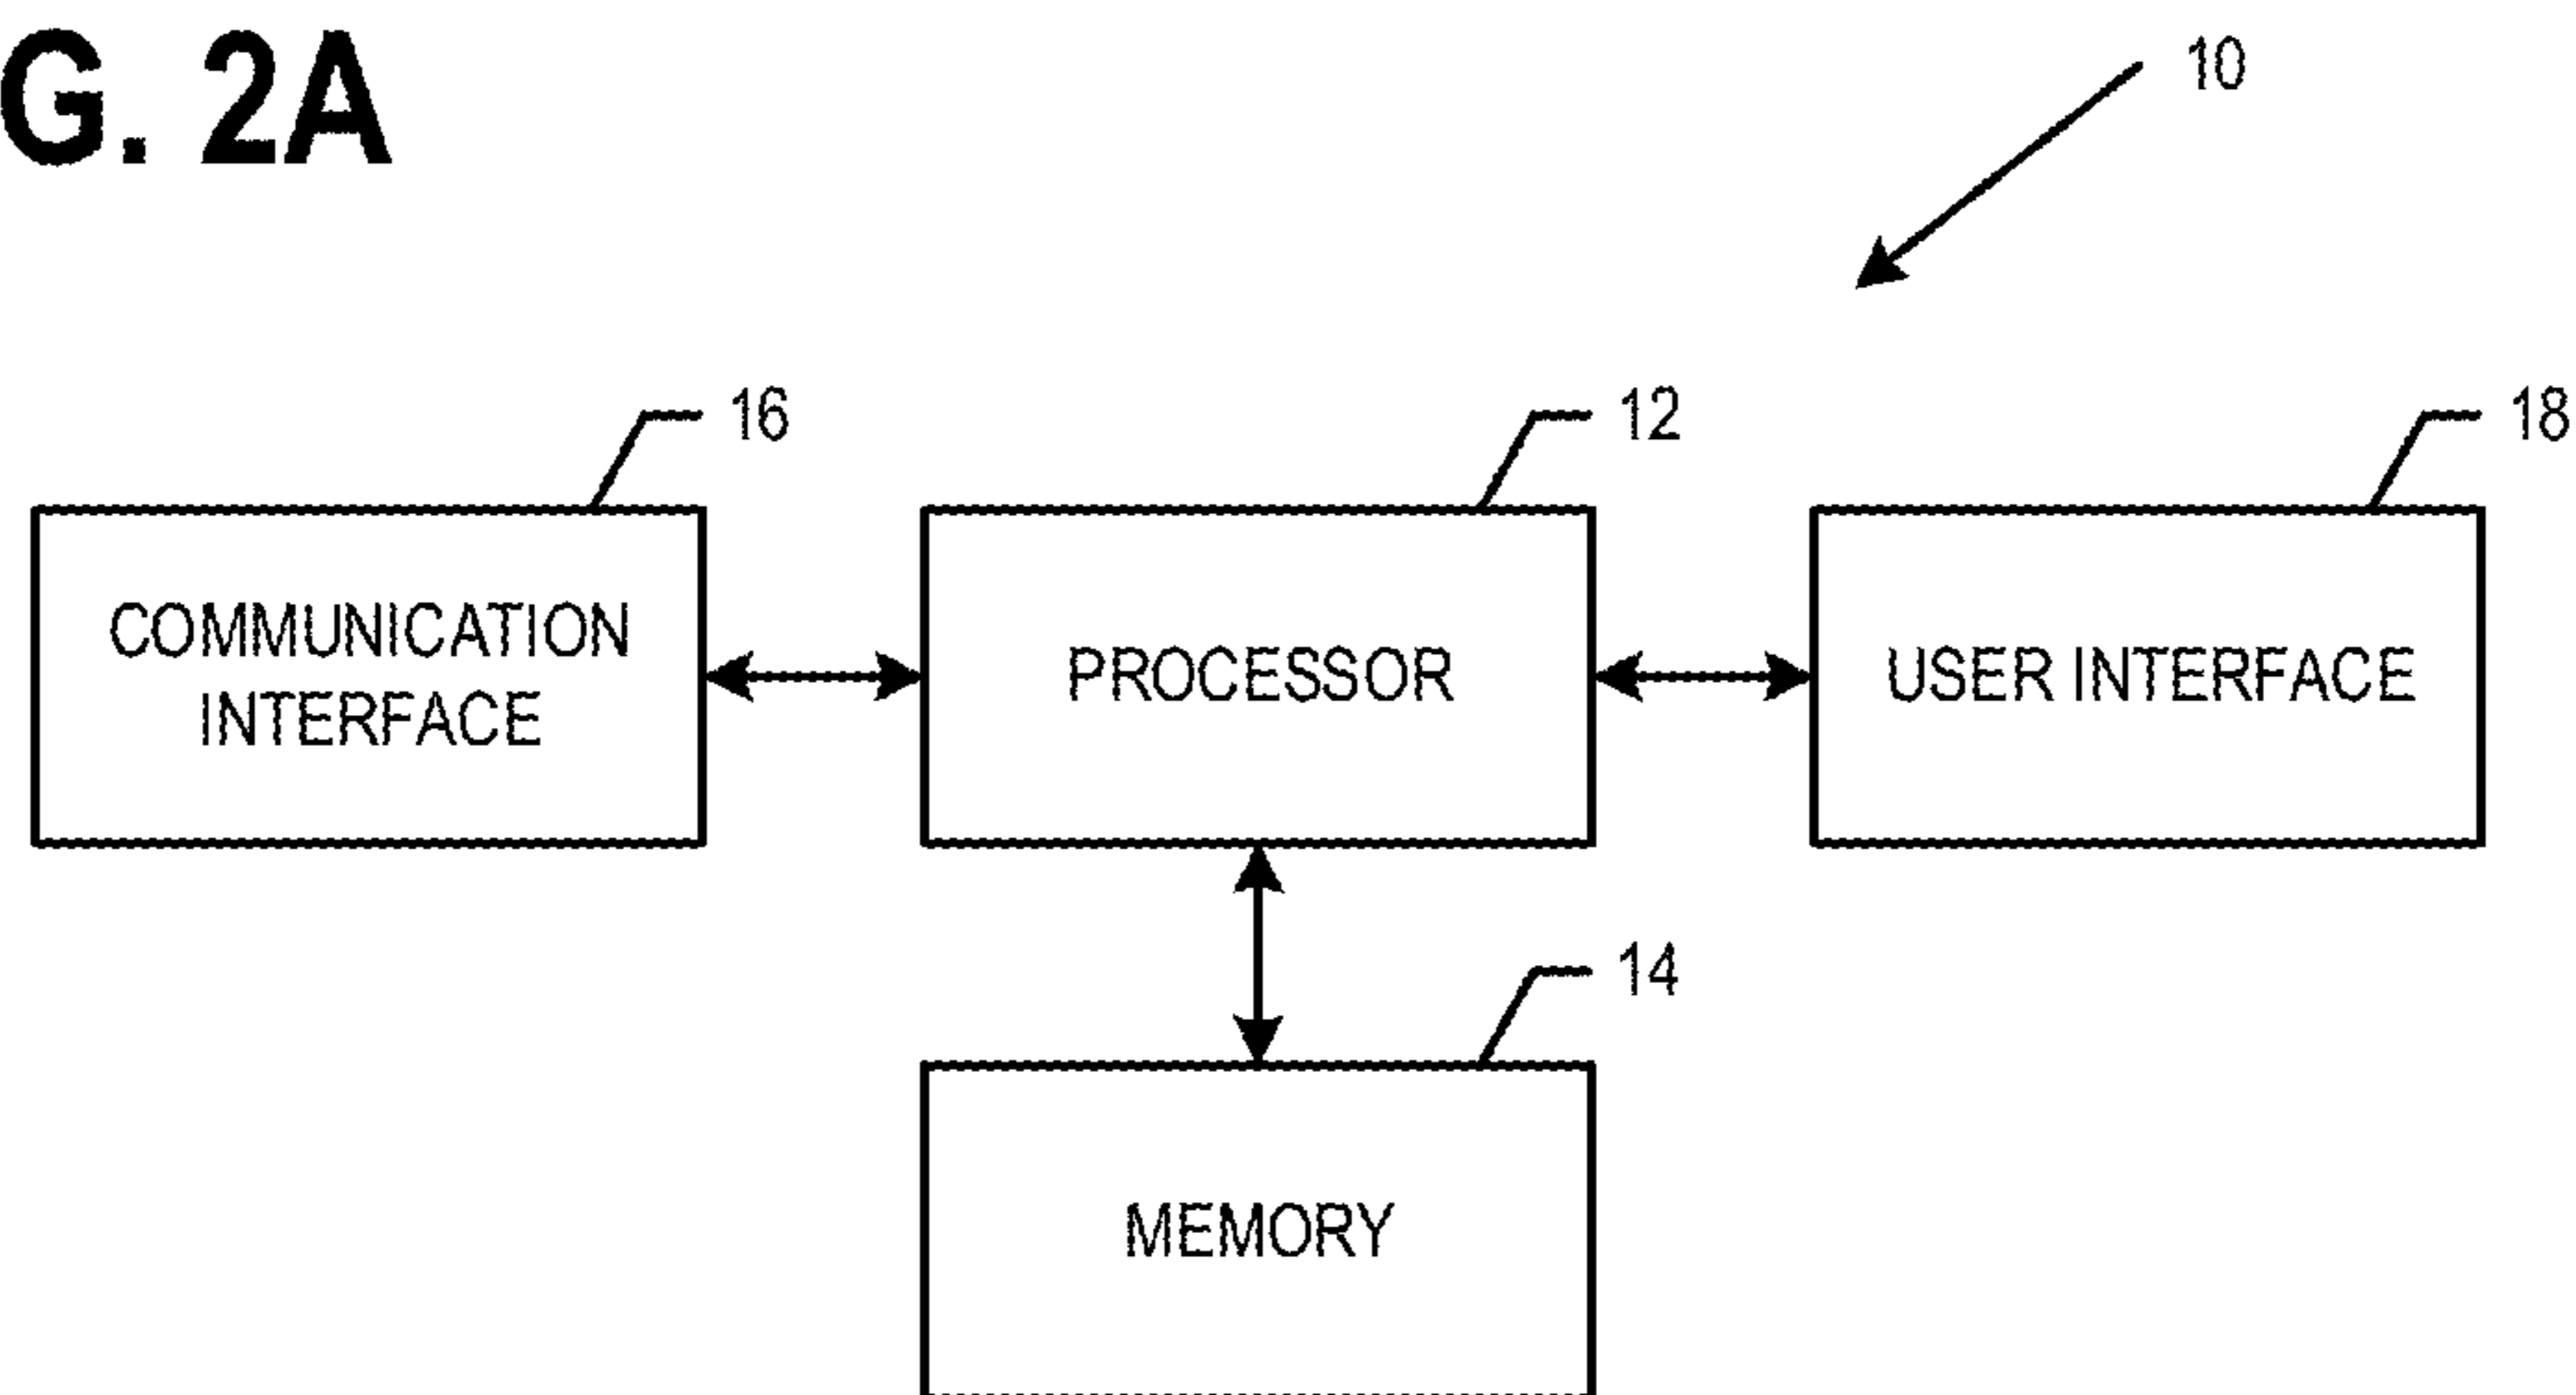 G. 2A
10
16
12
18
COMMUNICATION
INTERFACE
PROCESSOR
USER INTERFACE
14
MEMORY